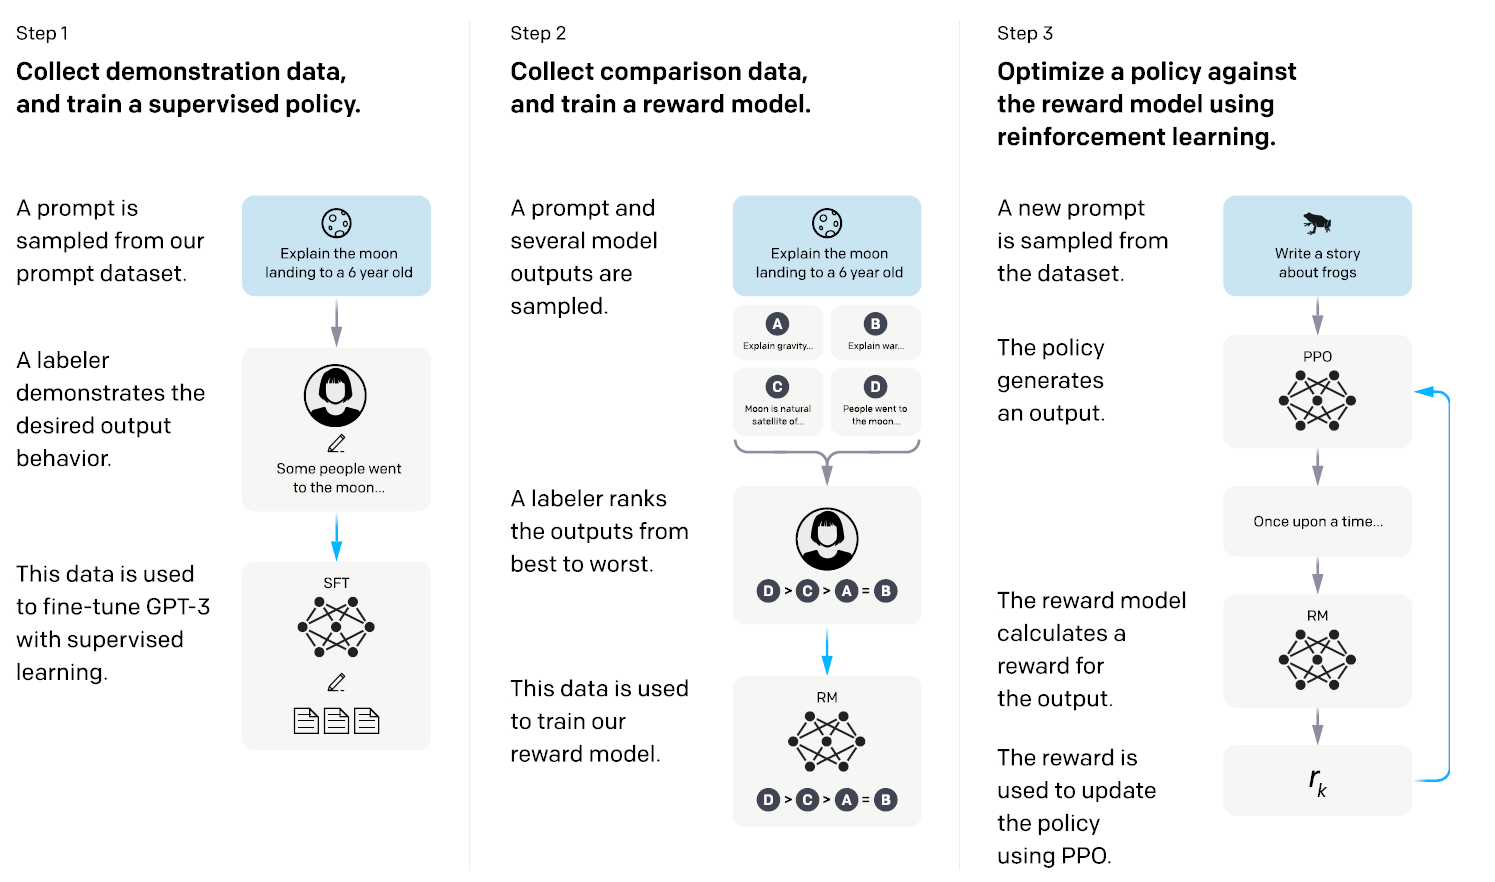 Step 1
Collect demonstration data,
and train a supervised policy.
A prompt is
sampled from our
prompt dataset.
Explain the moon
landing to a 6 year old
A labeler
demonstrates the
desired output
behavior.
Some people went
to the moon...
This data is used
to fine-tune GPT-3
with supervised
learning.
SFT
Step 2
Collect comparison data,
and train a reward model.
A prompt and
several model
outputs are
sampled.
Explain the moon
landing to a 6 year old
A
Explain gravity...
B
Explain war...
C
Moon is natural
satellite of...
D
People went to
the moon...
A labeler ranks
the outputs from
best to worst.
D > C > A = B
This data is used
to train our
reward model.
RM
D > C > A = B
Step 3
Optimize a policy against
the reward model using
reinforcement learning.
A new prompt
is sampled from
the dataset.
Write a story
about frogs
The policy
generates
an output.
PPO
Once upon a time...
The reward model
calculates a
reward for
the output.
RM
The reward is
used to update
the policy
using PPO.
r_k